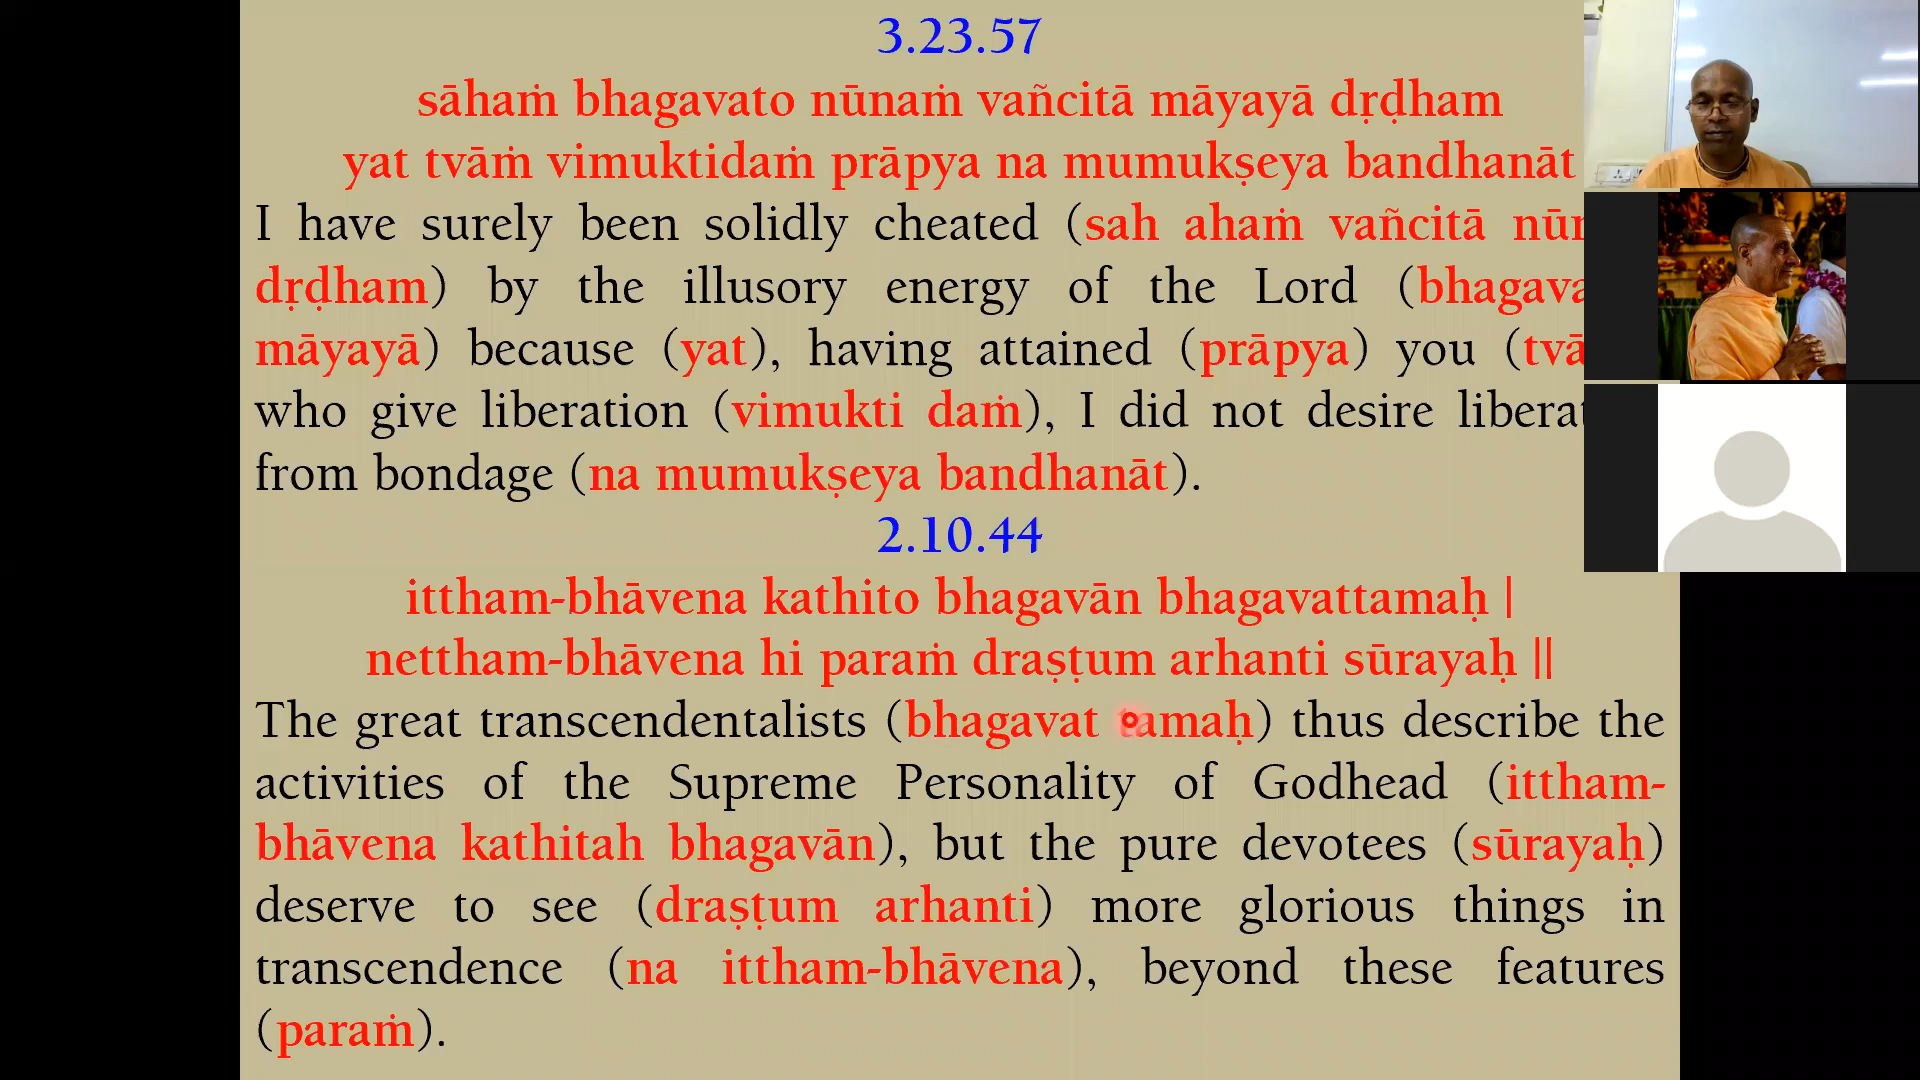 3.23.57
sāhaṁ bhagavato nūnaṁ vañcitā māyayā dṛḍham
yat tvāṁ vimuktidaṁ prāpya na mumukṣeya bandhanāt
I have surely been solidly cheated (sah ahaṁ vañcitā
dṛḍham) by the illusory energy of the Lord
māyayā) because (yat), having attained (prāpya) you
who give liberation (vimukti daṁ), I did not desire
from bondage (na mumukṣeya bandhanāt).
2.10.44
ittham-bhāvena kathito bhagavān bhagavattamaḥ |
nettham-bhāvena hi paraṁ draṣṭum arhanti sūrayaḥ ||
The great transcendentalists (bhagavat tamaḥ) thus describe the
activities of the Supreme Personality of Godhead (ittham-
bhāvena kathitah bhagavān), but the pure devotees (sūrayaḥ)
deserve to see (draṣṭum arhanti) more glorious things in
transcendence (na ittham-bhāvena), beyond these features
(paraṁ).